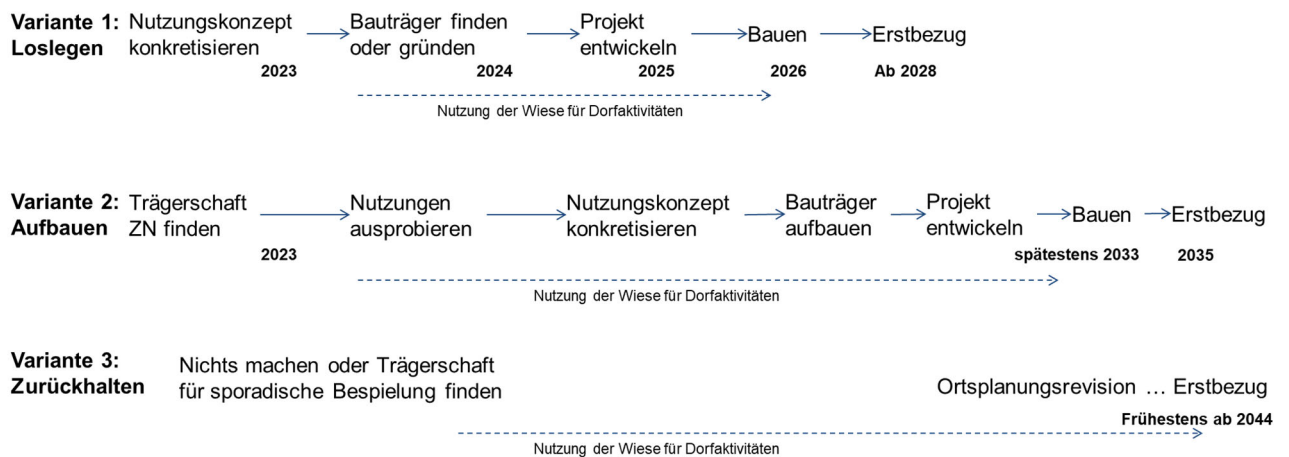 Variante 1: Nutzungskonzept Bauträger finden Projekt
Loslegen konkretisieren oder gründen entwickeln Bauen Erstbezug
2023 2024 2025 2026 Ab 2028
Nutzung der Wiese für Dorfaktivitäten
Variante 2: Trägerschaft Nutzungen Nutzungskonzept Bauträger Projekt
Aufbauen ZN finden ausprobieren konkretisieren aufbauen entwickeln Bauen Erstbezug
2023 spätestens 2033 2035
Nutzung der Wiese für Dorfaktivitäten
Variante 3: Nichts machen oder Trägerschaft
Zurückhalten für sporadische Bespielung finden Ortsplanungsrevision ... Erstbezug
Frühestens ab 2044
Nutzung der Wiese für Dorfaktivitäten